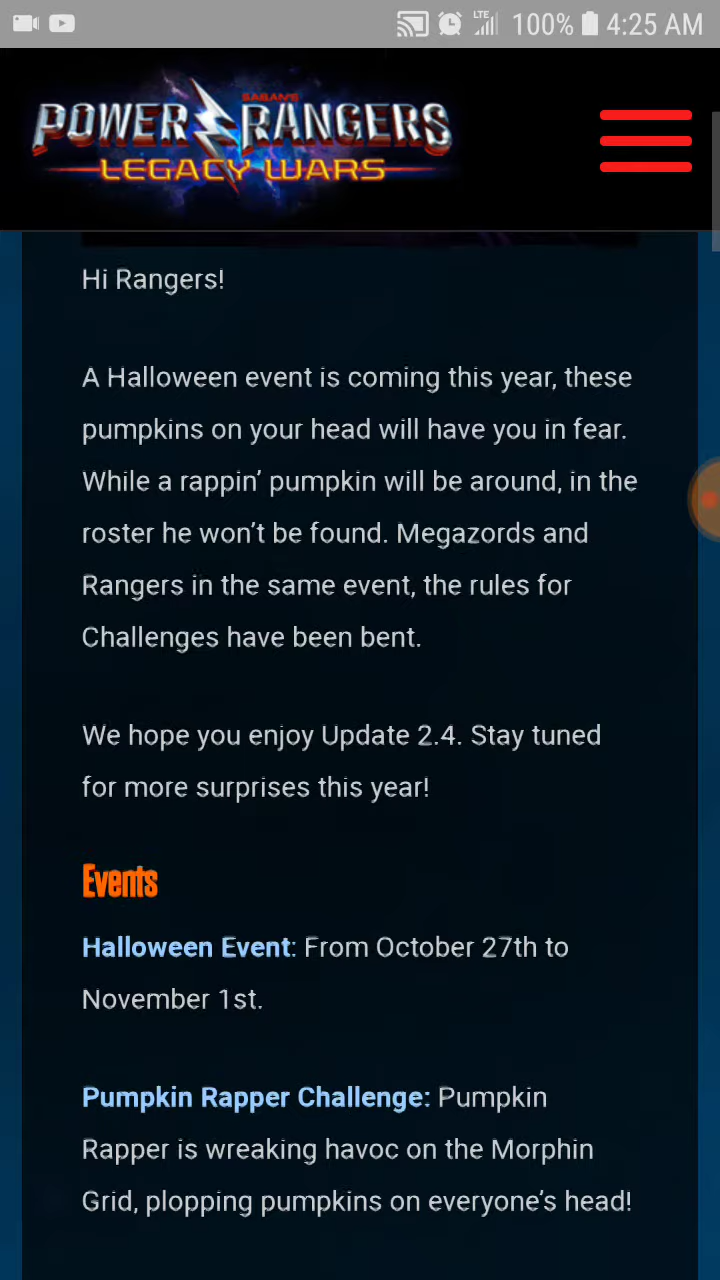 LTE 100% 4:25 AM
SABAN'S
POWER RANGERS
LEGACY WARS
Hi Rangers!
A Halloween event is coming this year, these
pumpkins on your head will have you in fear.
While a rappin’ pumpkin will be around, in the
roster he won’t be found. Megazords and
Rangers in the same event, the rules for
Challenges have been bent.
We hope you enjoy Update 2.4. Stay tuned
for more surprises this year!
Events
Halloween Event: From October 27th to
November 1st.
Pumpkin Rapper Challenge: Pumpkin
Rapper is wreaking havoc on the Morphin
Grid, plopping pumpkins on everyone’s head!